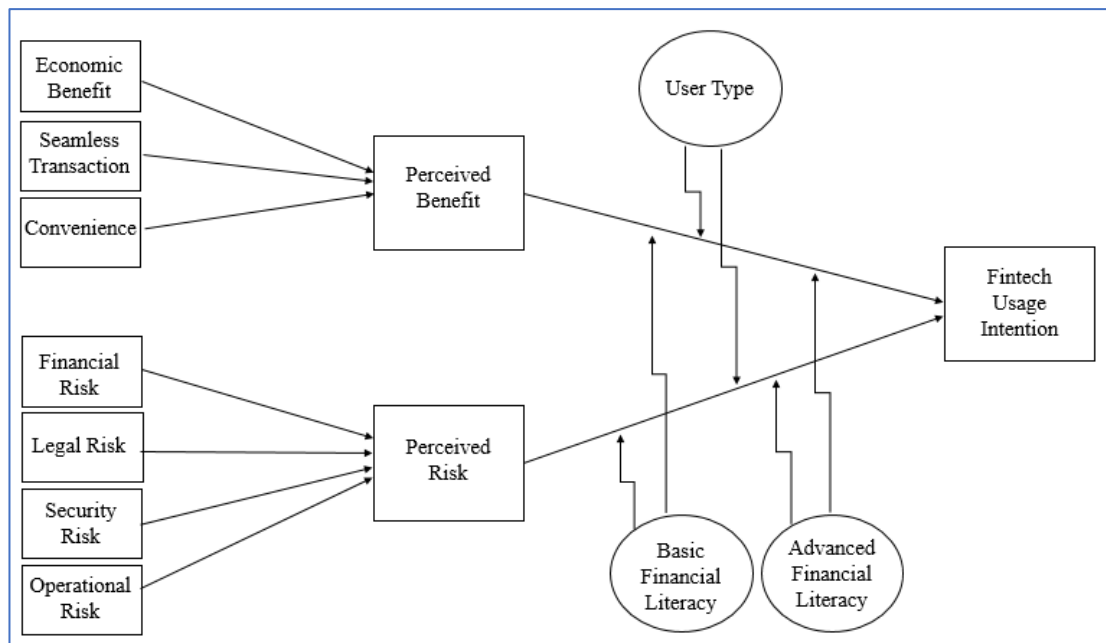 Economic
Benefit
Seamless
Transaction
Convenience
Perceived
Benefit
User Type
Fintech
Usage
Intention
Financial
Risk
Legal Risk
Security
Risk
Operational
Risk
Perceived
Risk
Basic
Financial
Literacy
Advanced
Financial
Literacy